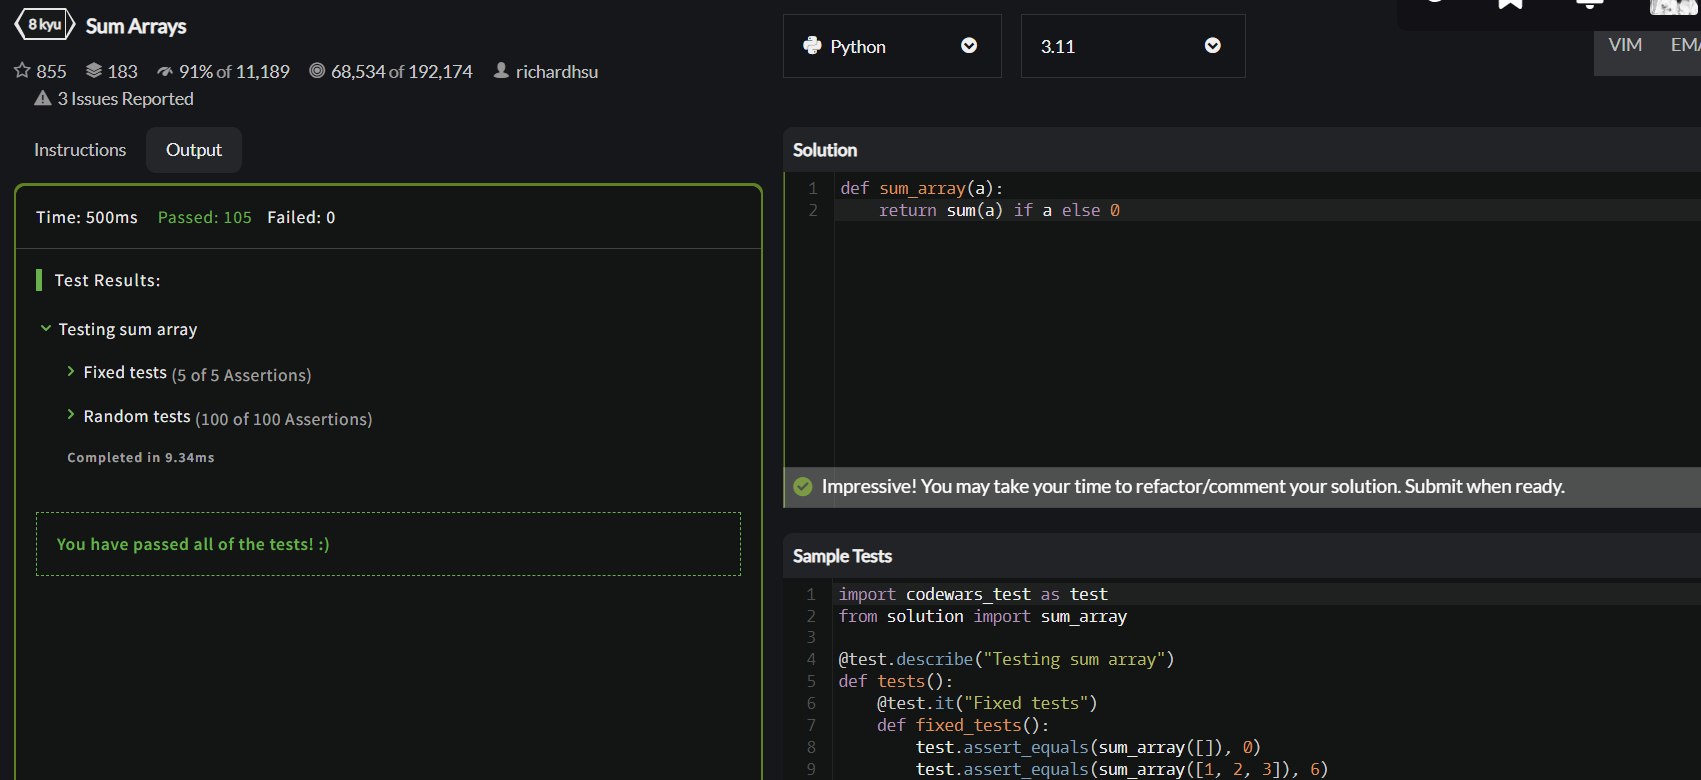 8 kyu Sum Arrays
855 183 91% of 11,189 68,534 of 192,174 richardhsu
3 Issues Reported
Instructions Output
Time: 500ms Passed: 105 Failed: 0
Test Results:
Testing sum array
Fixed tests (5 of 5 Assertions)
Random tests (100 of 100 Assertions)
Completed in 9.34ms
You have passed all of the tests! :)
Python 3.11
VIM
Solution
1 def sum_array(a):
2     return sum(a) if a else 0
Impressive! You may take your time to refactor/comment your solution. Submit when ready.
Sample Tests
1 import codewars_test as test
2 from solution import sum_array
3
4 @test.describe("Testing sum array")
5 def tests():
6     @test.it("Fixed tests")
7     def fixed_tests():
8         test.assert_equals(sum_array([]), 0)
9         test.assert_equals(sum_array([1, 2, 3]), 6)